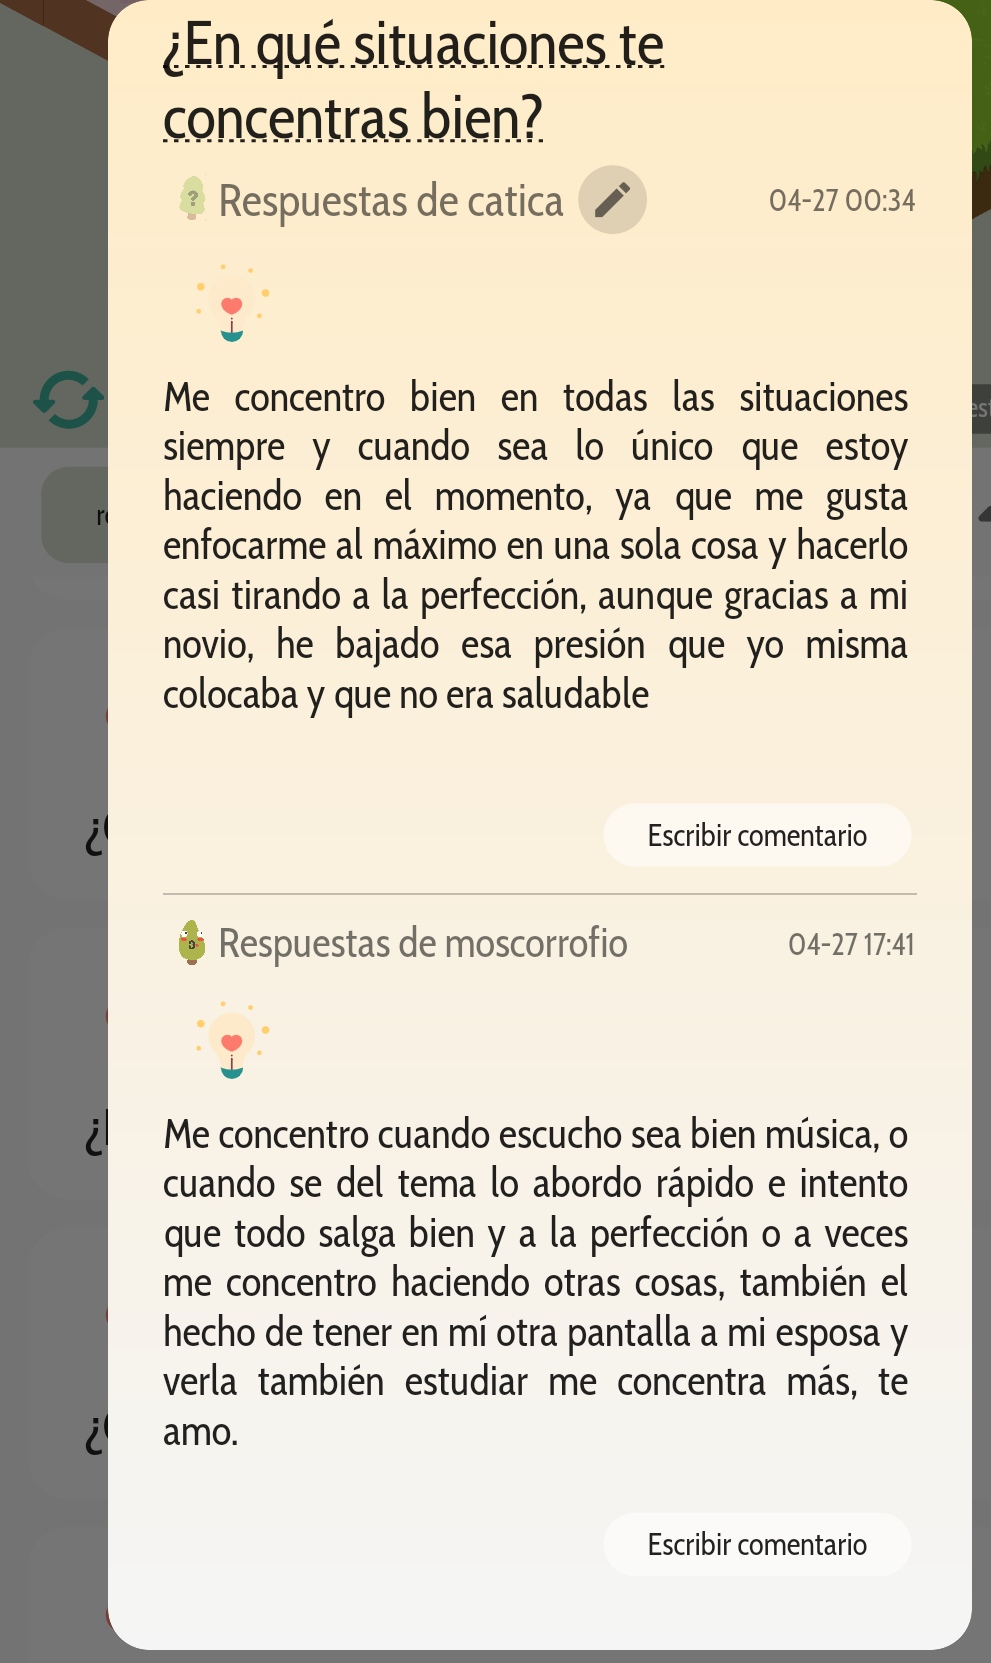 ¿En qué situaciones te
concentras bien?
Respuestas de catica
04-27 00:34
Me concentro bien en todas las situaciones
siempre y cuando sea lo único que estoy
haciendo en el momento, ya que me gusta
enfocarme al máximo en una sola cosa y hacerlo
casi tirando a la perfección, aunque gracias a mi
novio, he bajado esa presión que yo misma
colocaba y que no era saludable
Escribir comentario
Respuestas de moscorrofio
04-27 17:41
Me concentro cuando escucho sea bien música, o
cuando se del tema lo abordo rápido e intento
que todo salga bien y a la perfección o a veces
me concentro haciendo otras cosas, también el
hecho de tener en mí otra pantalla a mi esposa y
verla también estudiar me concentra más, te
amo.
Escribir comentario